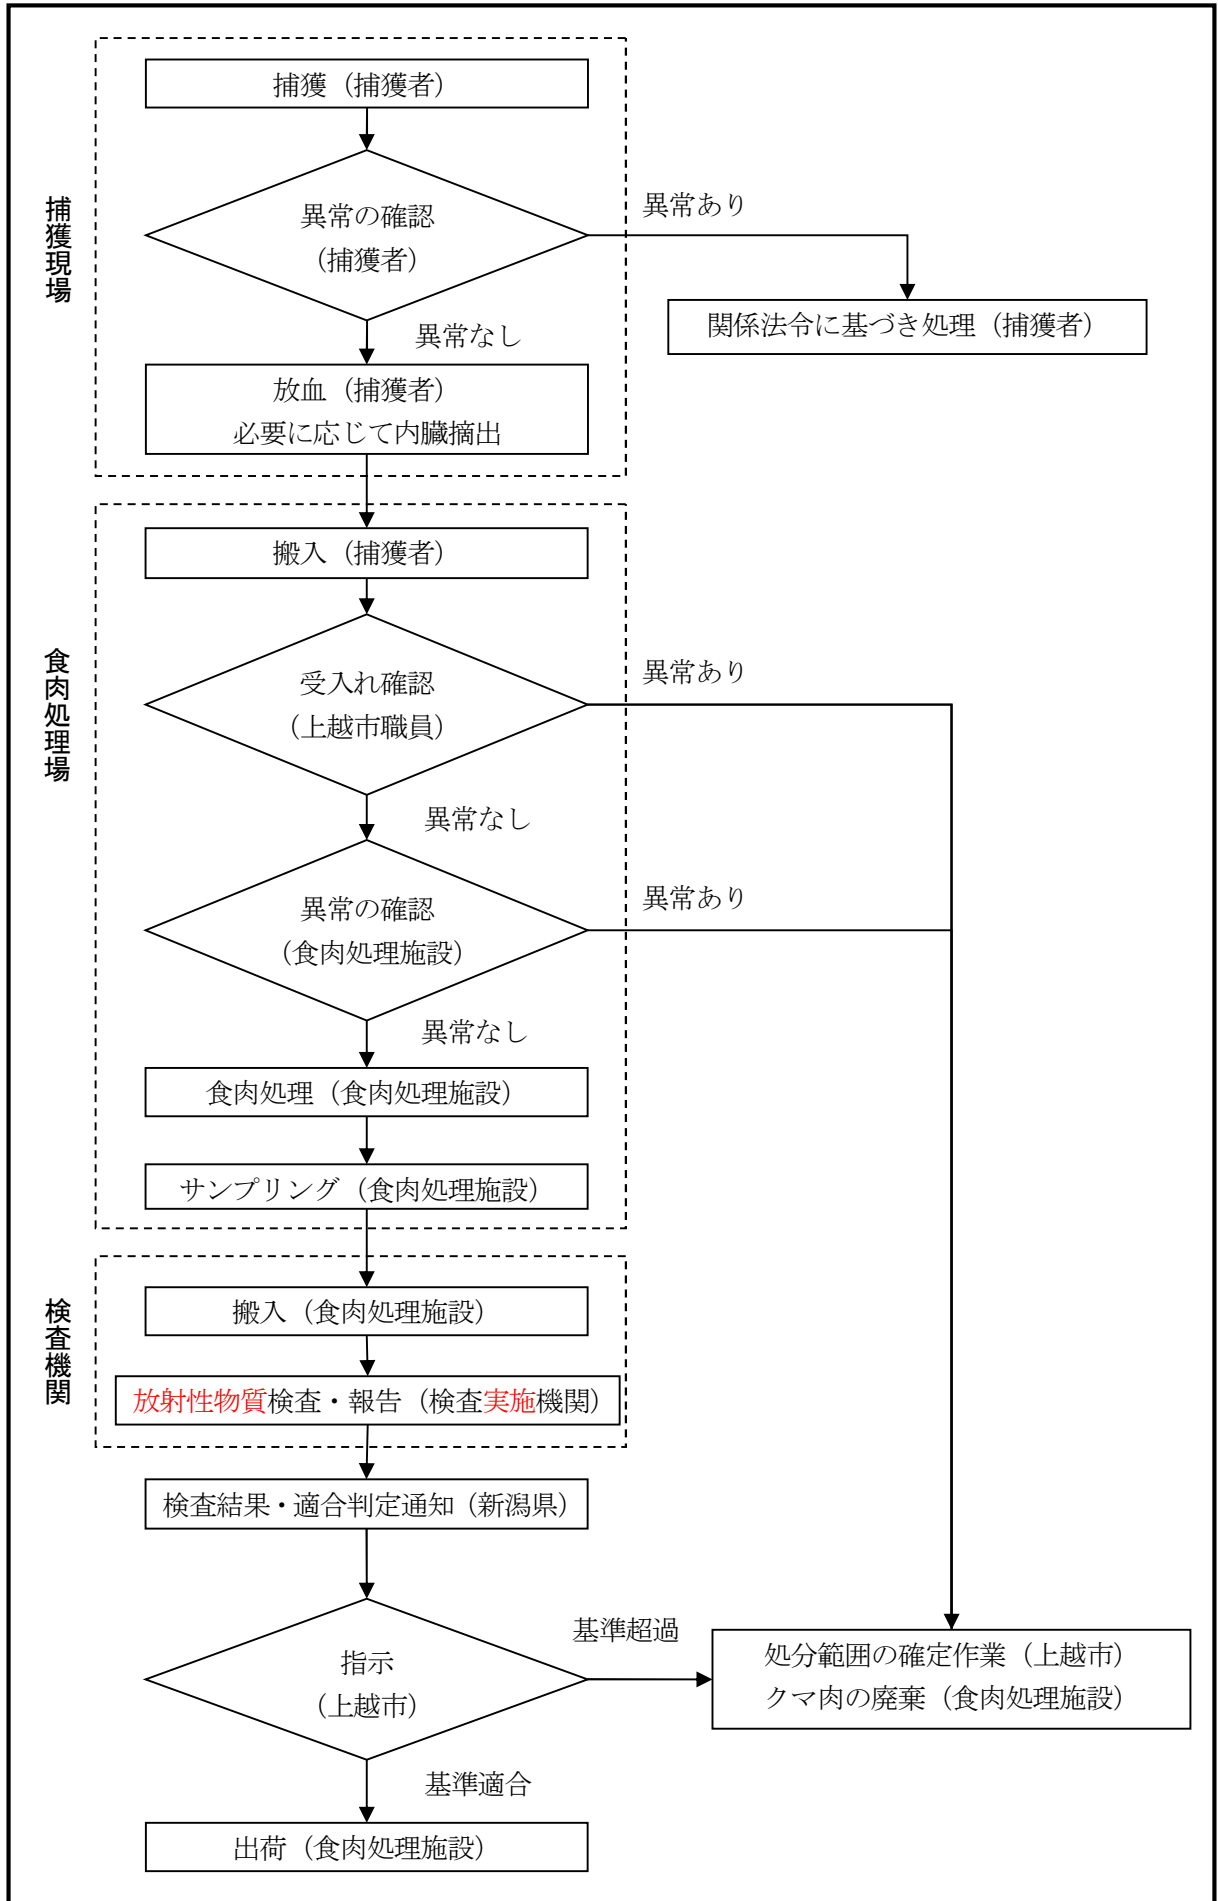 捕獲現場
捕獲（捕獲者）
異常の確認
（捕獲者）
異常あり
関係法令に基づき処理（捕獲者）
異常なし
放血（捕獲者）
必要に応じて内臓摘出
食肉処理場
搬入（捕獲者）
受入れ確認
（上越市職員）
異常あり
異常なし
異常の確認
（食肉処理施設）
異常あり
異常なし
食肉処理（食肉処理施設）
サンプリング（食肉処理施設）
検査機関
搬入（食肉処理施設）
放射性物質検査・報告（検査実施機関）
検査結果・適合判定通知（新潟県）
指示
（上越市）
基準超過
処分範囲の確定作業（上越市）
クマ肉の廃棄（食肉処理施設）
基準適合
出荷（食肉処理施設）